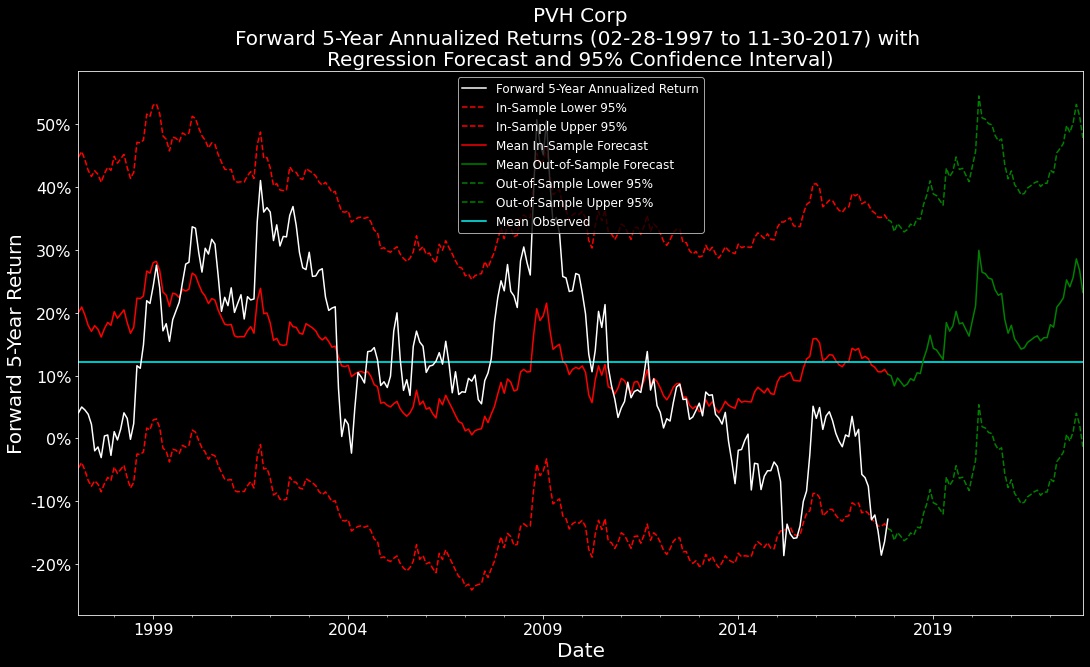 PVH Corp
Forward 5-Year Annualized Returns (02-28-1997 to 11-30-2017) with
Regression Forecast and 95% Confidence Interval)
Forward 5-Year Annualized Return
In-Sample Lower 95%
In-Sample Upper 95%
Mean In-Sample Forecast
Mean Out-of-Sample Forecast
Out-of-Sample Lower 95%
Out-of-Sample Upper 95%
Mean Observed
Forward 5-Year Return
50%
40%
30%
20%
10%
0%
-10%
-20%
1999 2004 2009 2014 2019
Date